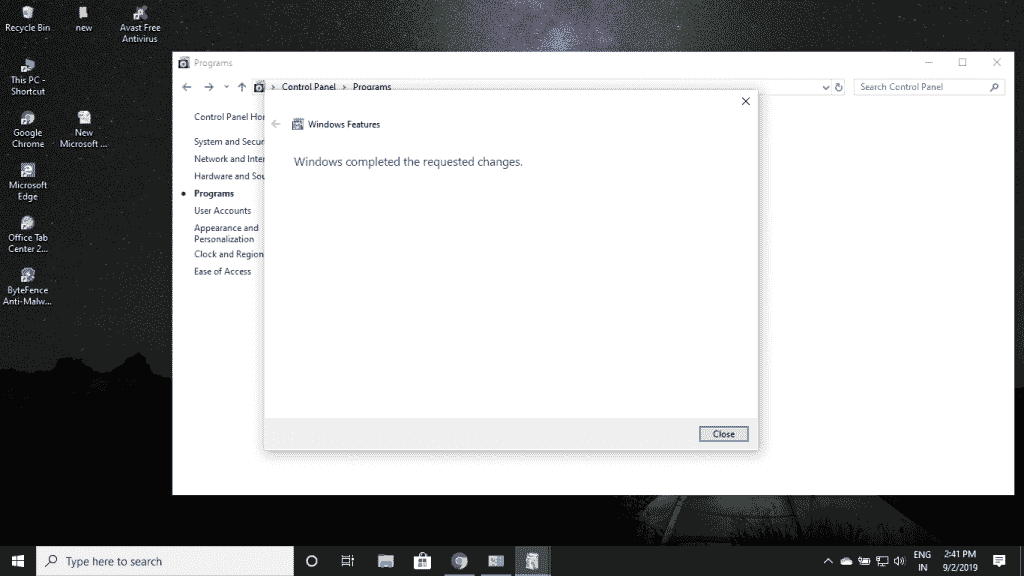 Recycle Bin
new
Avast Free
Antivirus
This PC -
Shortcut
Google
Chrome
New
Microsoft ...
Microsoft
Edge
Office Tab
Center 2...
ByteFence
Anti-Malw...
Programs
Control Panel > Programs
Search Control Panel
Control Panel Ho
System and Secur
Network and Inter
Hardware and Sou
Programs
User Accounts
Appearance and
Personalization
Clock and Region
Ease of Access
Windows Features
Windows completed the requested changes.
Close
Type here to search
ENG
IN
2:41 PM
9/2/2019